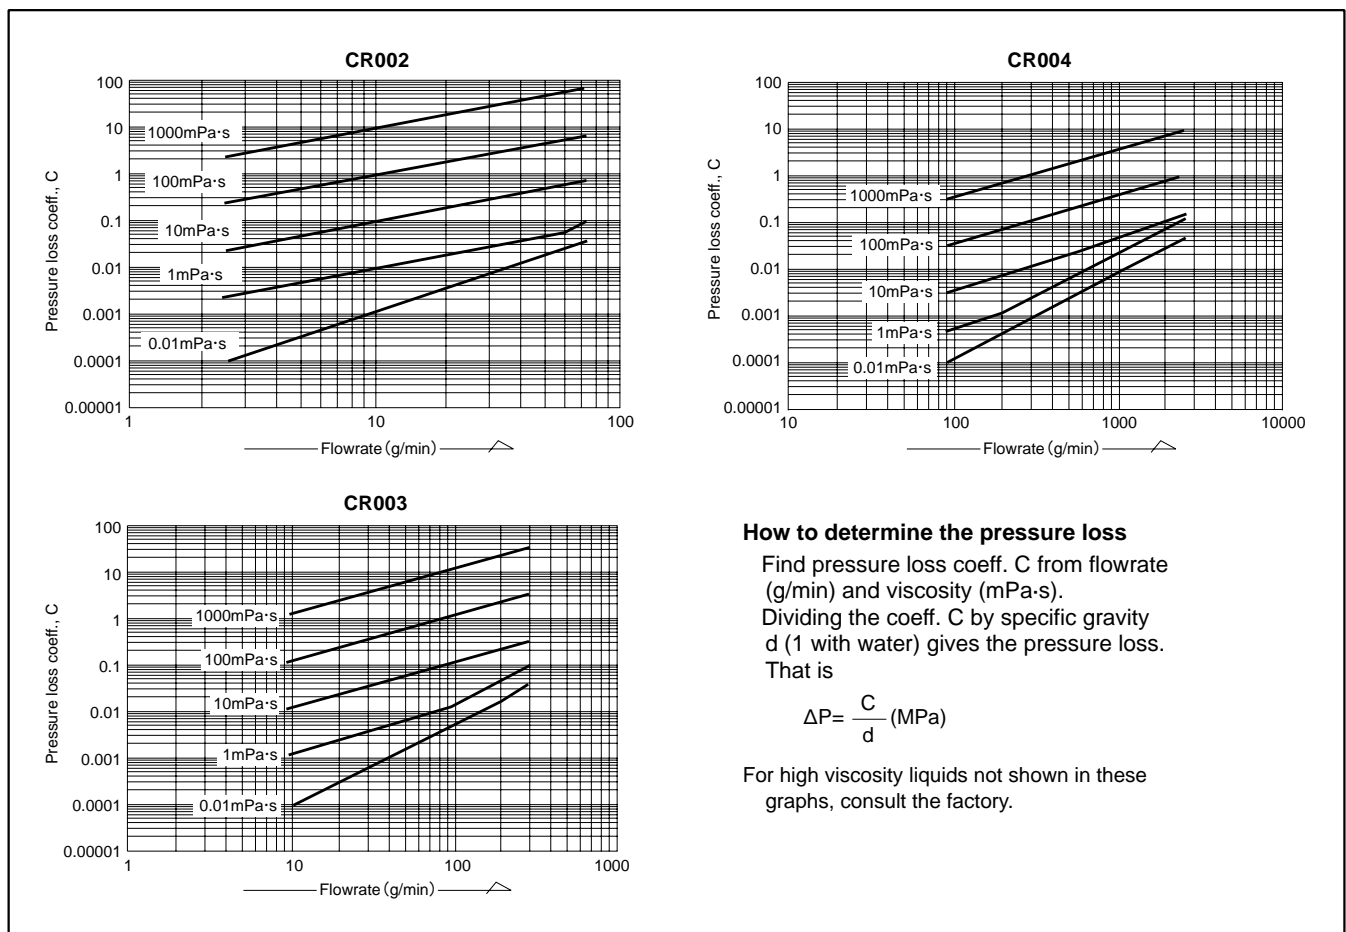 CR002
Pressure loss coeff., C
100
10
1
0.1
0.01
0.001
0.0001
0.00001
1000mPa·s
100mPa·s
10mPa·s
1mPa·s
0.01mPa·s
1 10 100
Flowrate (g/min)
CR004
Pressure loss coeff., C
100
10
1
0.1
0.01
0.001
0.0001
0.00001
1000mPa·s
100mPa·s
10mPa·s
1mPa·s
0.01mPa·s
10 100 1000 10000
Flowrate (g/min)
CR003
Pressure loss coeff., C
100
10
1
0.1
0.01
0.001
0.0001
0.00001
1000mPa·s
100mPa·s
10mPa·s
1mPa·s
0.01mPa·s
1 10 100 1000
Flowrate (g/min)
How to determine the pressure loss
Find pressure loss coeff. C from flowrate
(g/min) and viscosity (mPa·s).
Dividing the coeff. C by specific gravity
d (1 with water) gives the pressure loss.
That is
ΔP= C/d (MPa)
For high viscosity liquids not shown in these
graphs, consult the factory.